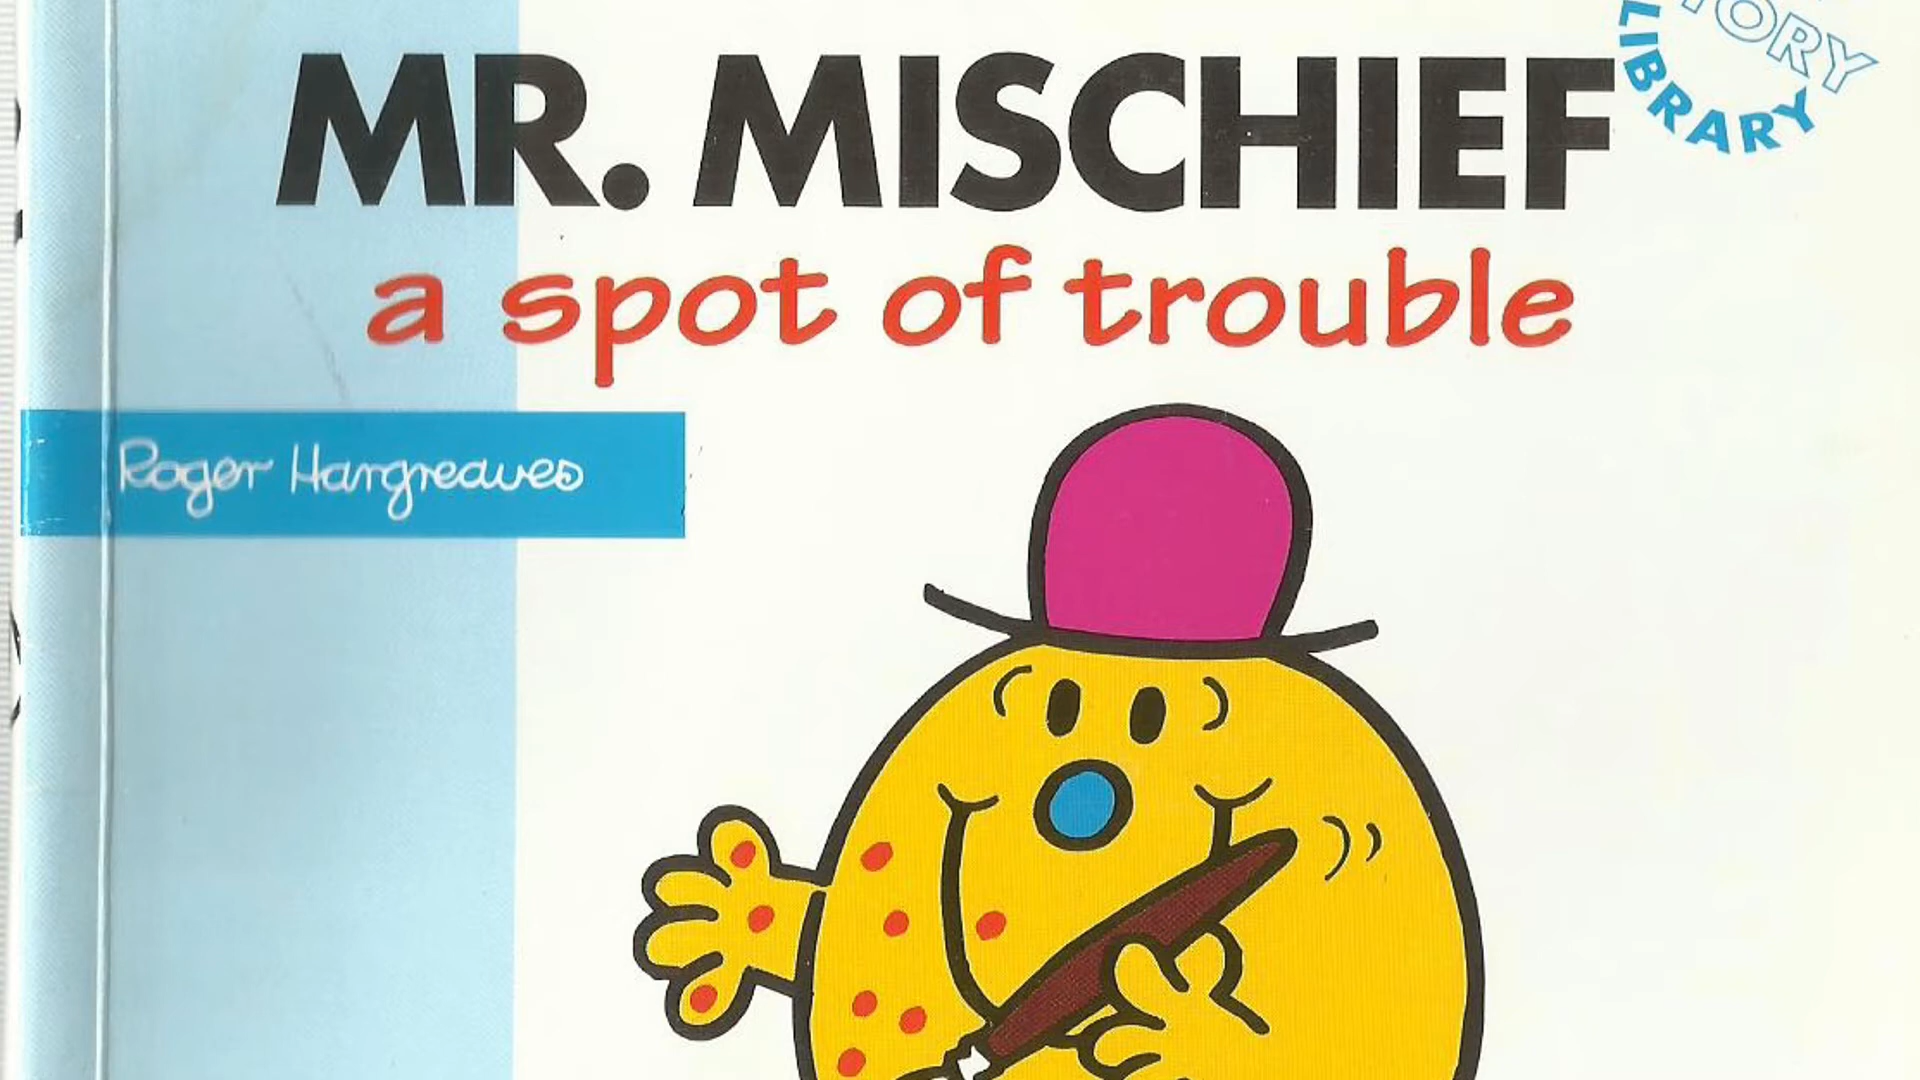 MR. MISCHIEF
a spot of trouble
LIBRARY
Roger Hargreaves